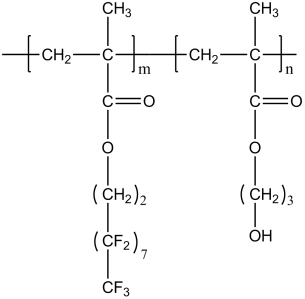 CH₃ CH₃
CH₂ C m CH₂ C n
C O C O
O O
(CH₂)₂ (CH₂)₃
(CF₂)₇ OH
CF₃